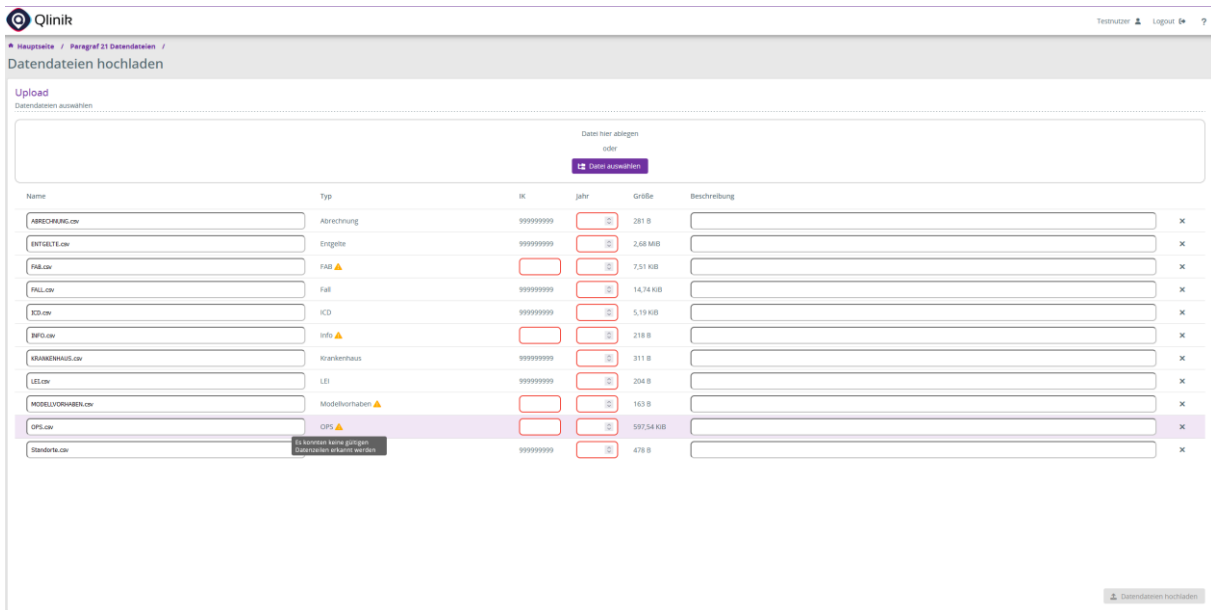 Qlinik
Testnutzer Logout ?
Hauptseite / Paragraf 21 Datendateien /
Datendateien hochladen
Upload
Datendateien auswählen
Datei hier ablegen
oder
Datei auswählen
Name Typ IK Jahr Größe Beschreibung
ABRECHNUNG.csv Abrechnung 999999999 281 B
ENTGELTE.csv Entgelte 999999999 2,68 MiB
FAB.csv FAB 7,51 KiB
FALL.csv Fall 999999999 14,74 KiB
ICD.csv ICD 999999999 5,19 KiB
INFO.csv Info 218 B
KRANKENHAUS.csv Krankenhaus 999999999 311 B
LEI.csv LEI 999999999 204 B
MODELLVORHABEN.csv Modellvorhaben 163 B
OPS.csv OPS 597,54 KiB
Es konnten keine gültigen
Datenzeilen erkannt werden
Standorte.csv 999999999 478 B
Datendateien hochladen